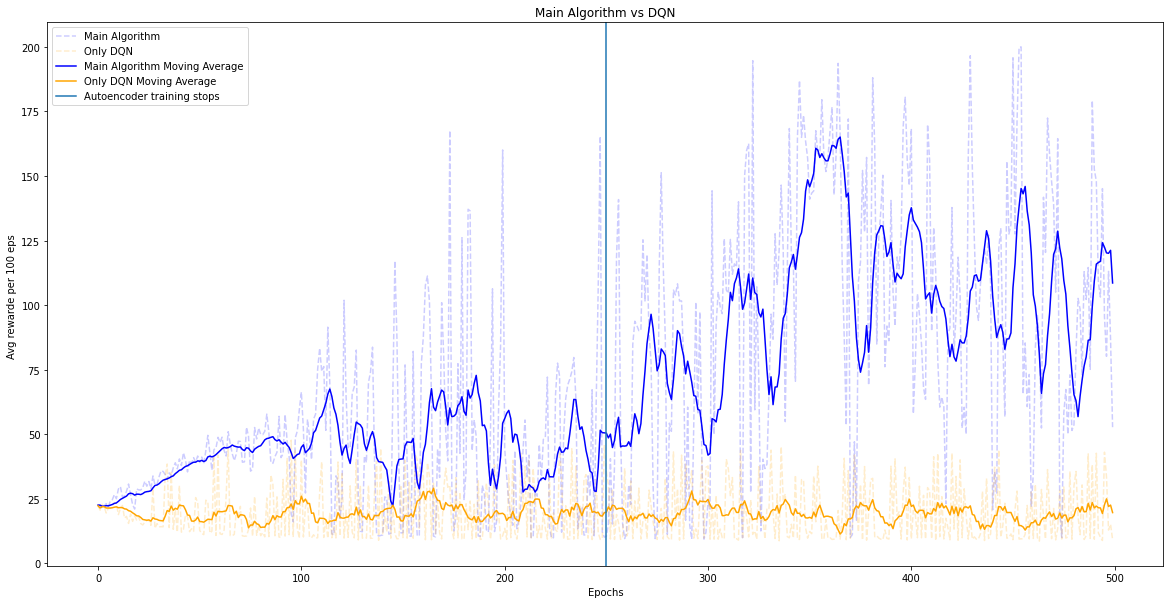 Main Algorithm vs DQN
Main Algorithm
Only DQN
Main Algorithm Moving Average
Only DQN Moving Average
Autoencoder training stops
Avg rewarde per 100 eps
200
175
150
125
100
75
50
25
0
0 100 200 300 400 500
Epochs